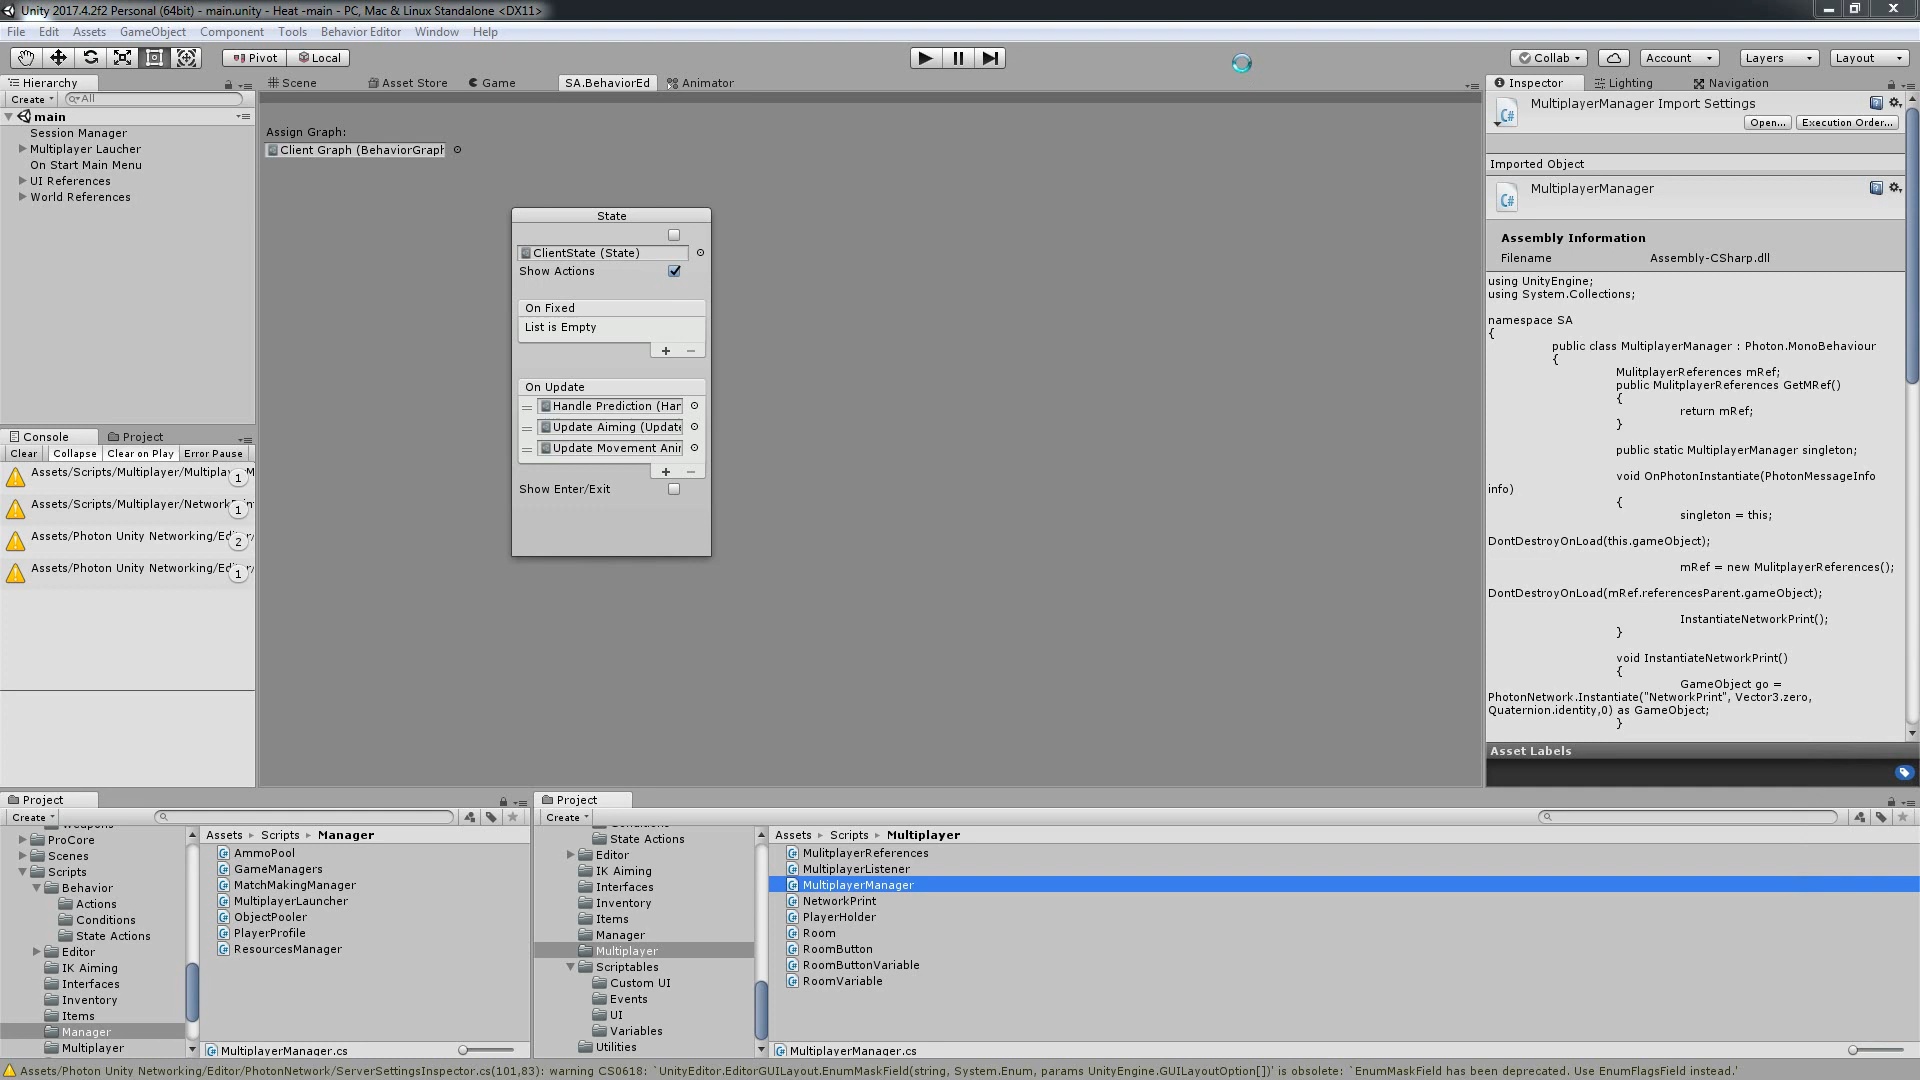 Unity 2017.4.2f2 Personal (64bit) - main.unity - Heat -main - PC, Mac & Linux Standalone <DX11>
File Edit Assets GameObject Component Tools Behavior Editor Window Help
Pivot Local Collab Account Layers Layout
Hierarchy
Create All
main
Session Manager
Multiplayer Laucher
On Start Main Menu
UI References
World References
Console Project
Clear Collapse Clear on Play Error Pause
Assets/Scripts/Multiplayer/Multiplay 1
Assets/Scripts/Multiplayer/Network 1
Assets/Photon Unity Networking/Edi 2
Assets/Photon Unity Networking/Edi 1
Scene Asset Store Game SA.BehaviorEd Animator
Assign Graph:
Client Graph (BehaviorGraph
State
ClientState (State)
Show Actions
On Fixed
List is Empty
+ −
On Update
Handle Prediction (Han
Update Aiming (Update
Update Movement Anim
+ −
Show Enter/Exit
Inspector Lighting Navigation
MultiplayerManager Import Settings
C#
Open... Execution Order...
Imported Object
MultiplayerManager
C#
Assembly Information
Filename Assembly-CSharp.dll
using UnityEngine;
using System.Collections;
namespace SA
{
public class MultiplayerManager : Photon.MonoBehaviour
{
MulitplayerReferences mRef;
public MulitplayerReferences GetMRef()
{
return mRef;
}
public static MultiplayerManager singleton;
void OnPhotonInstantiate(PhotonMessageInfo
info)
{
singleton = this;
DontDestroyOnLoad(this.gameObject);
mRef = new MulitplayerReferences();
DontDestroyOnLoad(mRef.referencesParent.gameObject);
InstantiateNetworkPrint();
}
void InstantiateNetworkPrint()
{
GameObject go =
PhotonNetwork.Instantiate("NetworkPrint", Vector3.zero,
Quaternion.identity,0) as GameObject;
}
Asset Labels
Project
Create
ProCore
Scenes
Scripts
Behavior
Actions
Conditions
State Actions
Editor
IK Aiming
Interfaces
Inventory
Items
Manager
Multiplayer
Assets ▸ Scripts ▸ Manager
AmmoPool
GameManagers
MatchMakingManager
MultiplayerLauncher
ObjectPooler
PlayerProfile
ResourcesManager
MultiplayerManager.cs
Project
Create
State Actions
Editor
IK Aiming
Interfaces
Inventory
Items
Manager
Multiplayer
Scriptables
Custom UI
Events
UI
Variables
Utilities
Assets ▸ Scripts ▸ Multiplayer
MulitplayerReferences
MultiplayerListener
MultiplayerManager
NetworkPrint
PlayerHolder
Room
RoomButton
RoomButtonVariable
RoomVariable
MultiplayerManager.cs
Assets/Photon Unity Networking/Editor/PhotonNetwork/ServerSettingsInspector.cs(101,83): warning CS0618: `UnityEditor.EditorGUILayout.EnumMaskField(string, System.Enum, params UnityEngine.GUILayoutOption[])' is obsolete: `EnumMaskField has been deprecated. Use EnumFlagsField instead.'